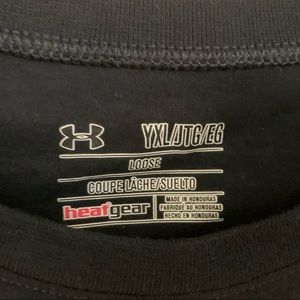 YXL/JTG/EG
LOOSE
COUPE LÂCHE/SUELTO
heatgear
MADE IN HONDURAS
FABRIQUÉ AU HONDURAS
HECHO EN HONDURAS